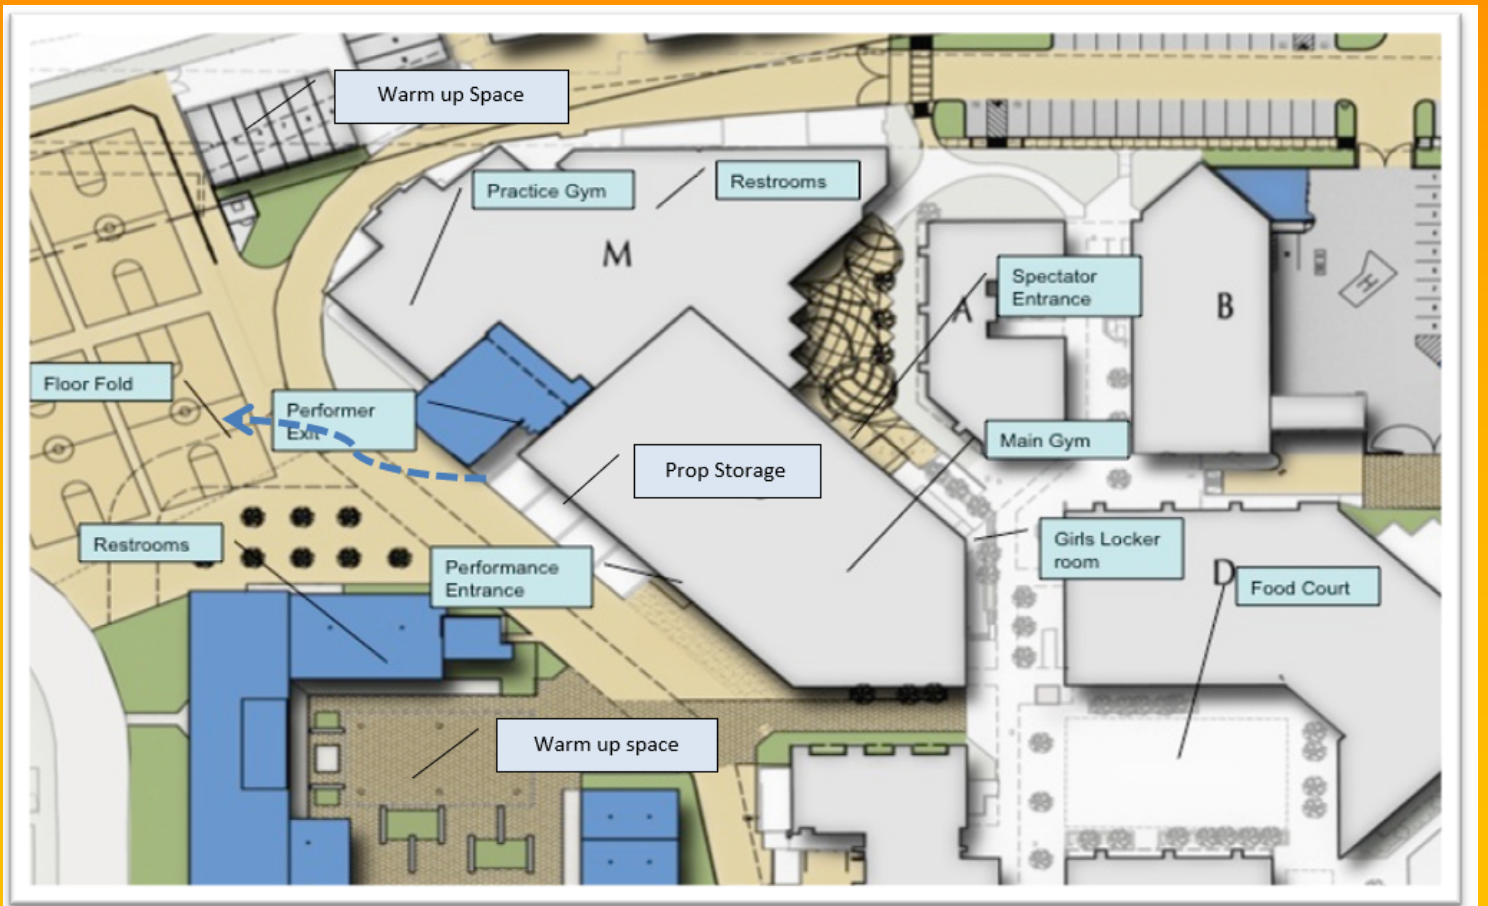 Warm up Space
Practice Gym
Restrooms
M
Spectator
Entrance
A
B
H
Floor Fold
Performer
Exit
Main Gym
Prop Storage
Restrooms
Performance
Entrance
Girls Locker
room
D
Food Court
Warm up space